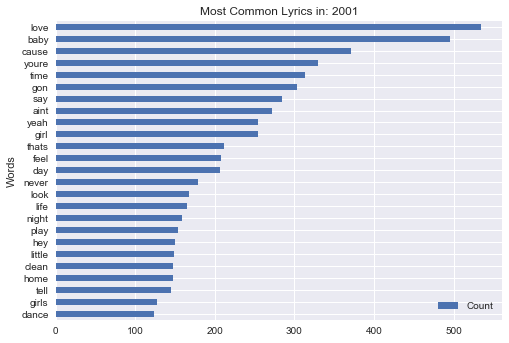 Most Common Lyrics in: 2001
love
baby
cause
youre
time
gon
say
aint
yeah
girl
thats
feel
day
never
look
life
night
play
hey
little
clean
home
tell
girls
dance
Words
Count
0 100 200 300 400 500